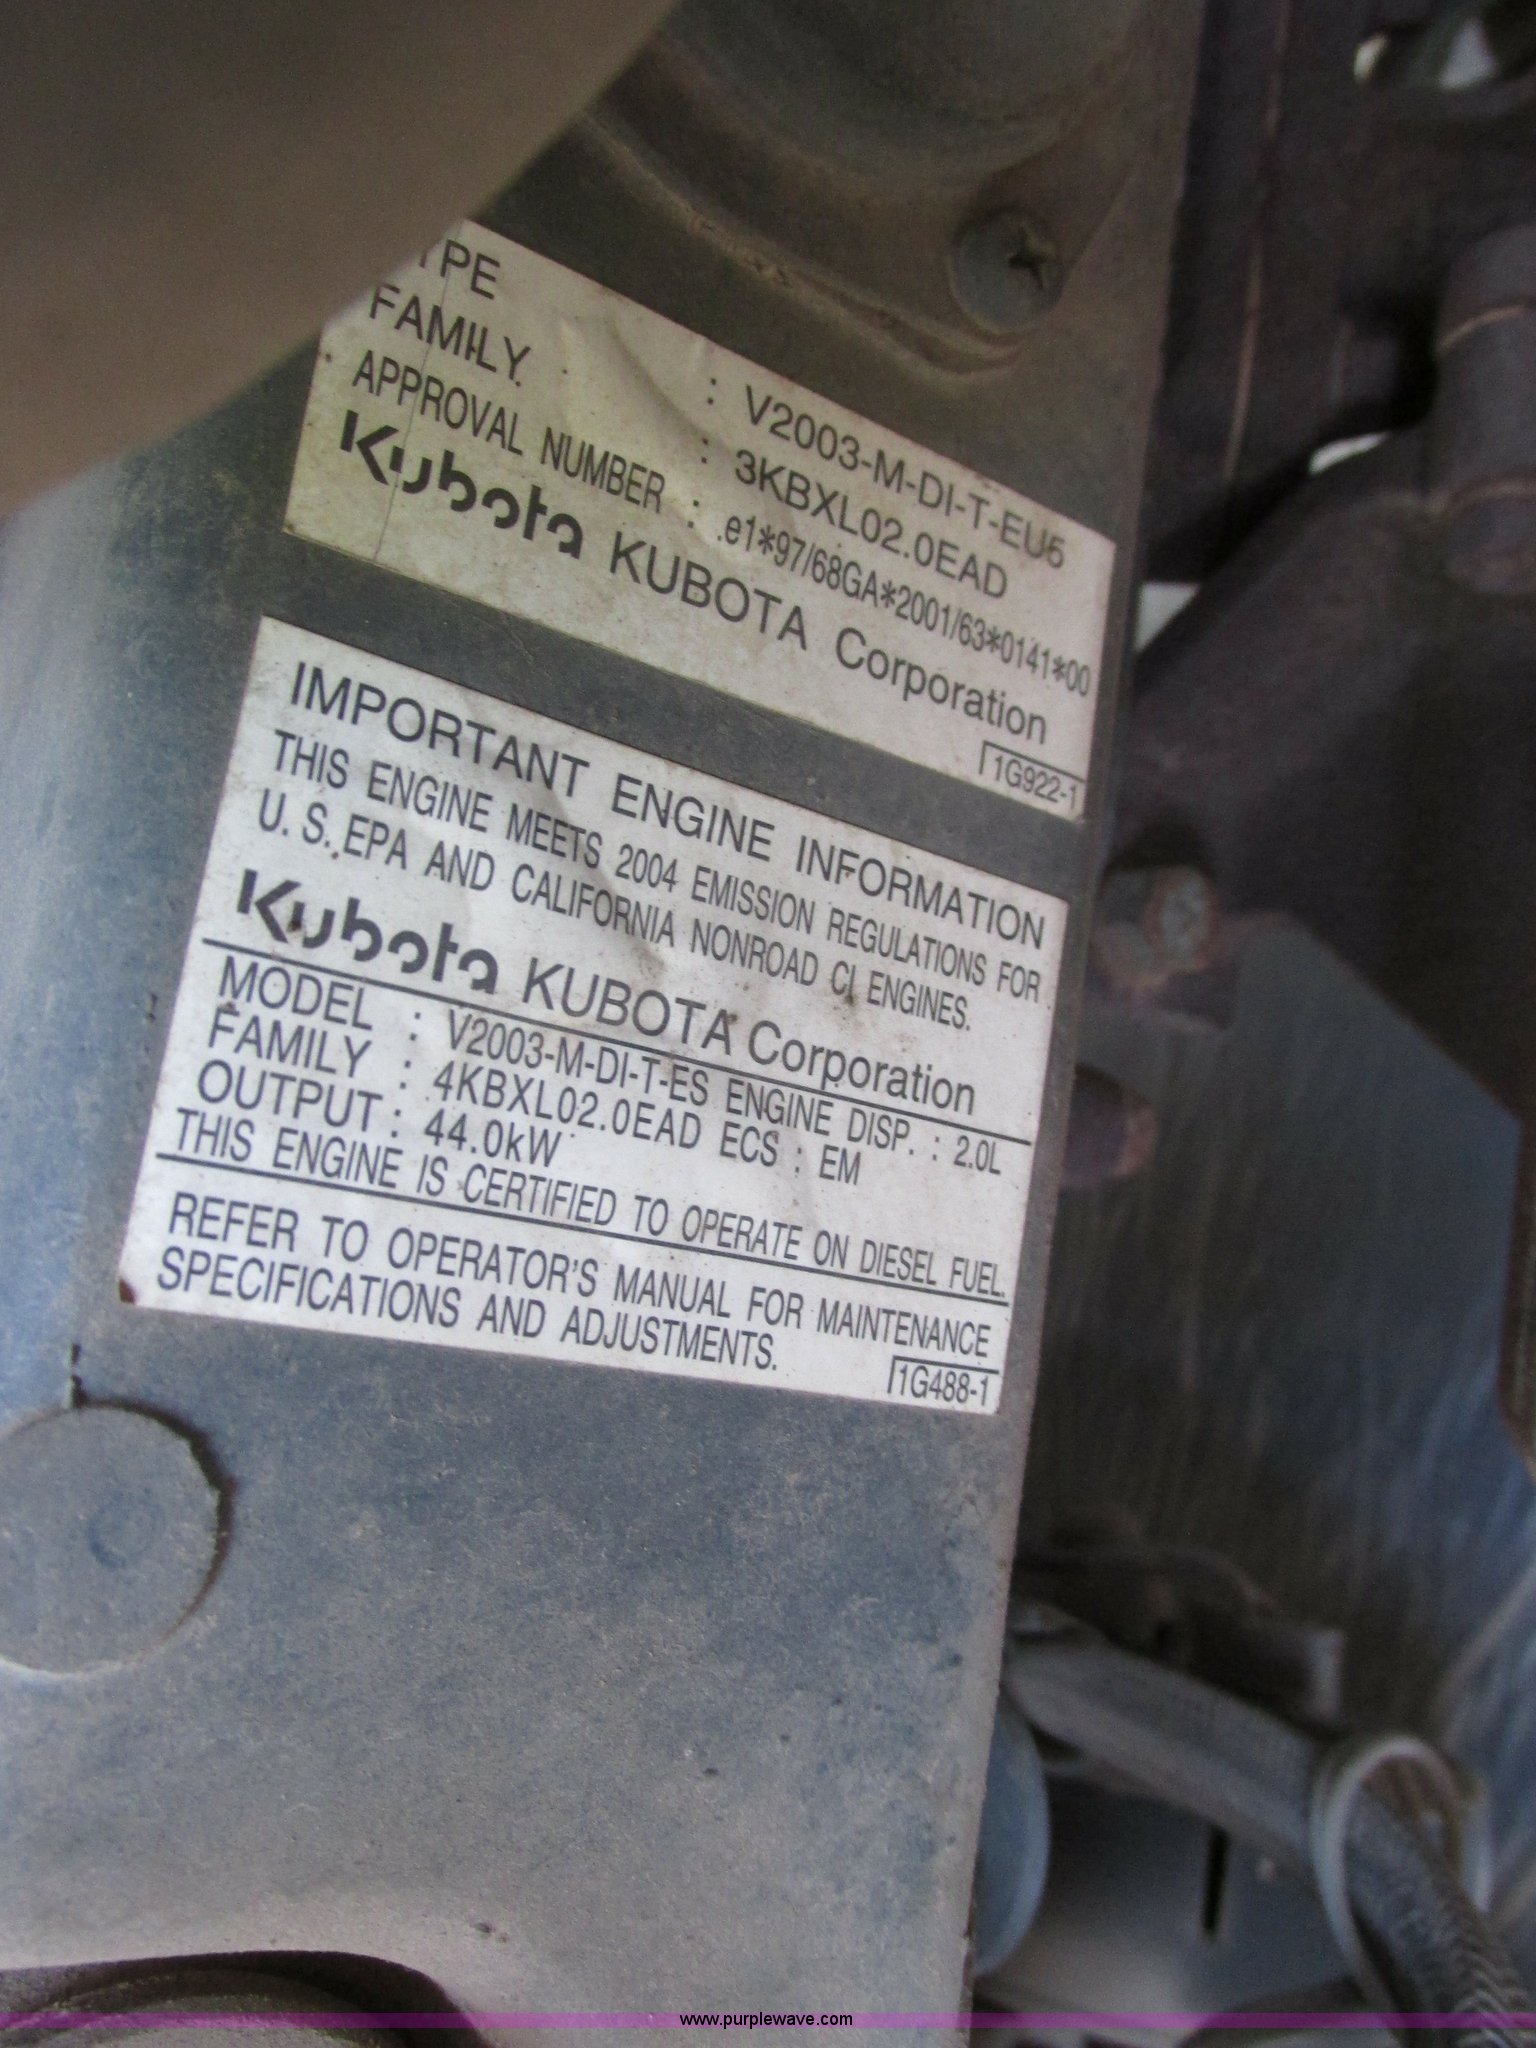 TYPE : V2003-M-DI-T-EU5
FAMILY : 3KBXL02.0EAD
APPROVAL NUMBER : e1*97/68GA*2001/63*0141*00
Kubota KUBOTA Corporation
1G922-1
IMPORTANT ENGINE INFORMATION
THIS ENGINE MEETS 2004 EMISSION REGULATIONS FOR
U.S. EPA AND CALIFORNIA NONROAD CI ENGINES.
Kubota KUBOTA Corporation
MODEL : V2003-M-DI-T-ES ENGINE DISP. : 2.0L
FAMILY : 4KBXL02.0EAD ECS : EM
OUTPUT : 44.0kW
THIS ENGINE IS CERTIFIED TO OPERATE ON DIESEL FUEL.
REFER TO OPERATOR'S MANUAL FOR MAINTENANCE
SPECIFICATIONS AND ADJUSTMENTS.
1G488-1
www.purplewave.com